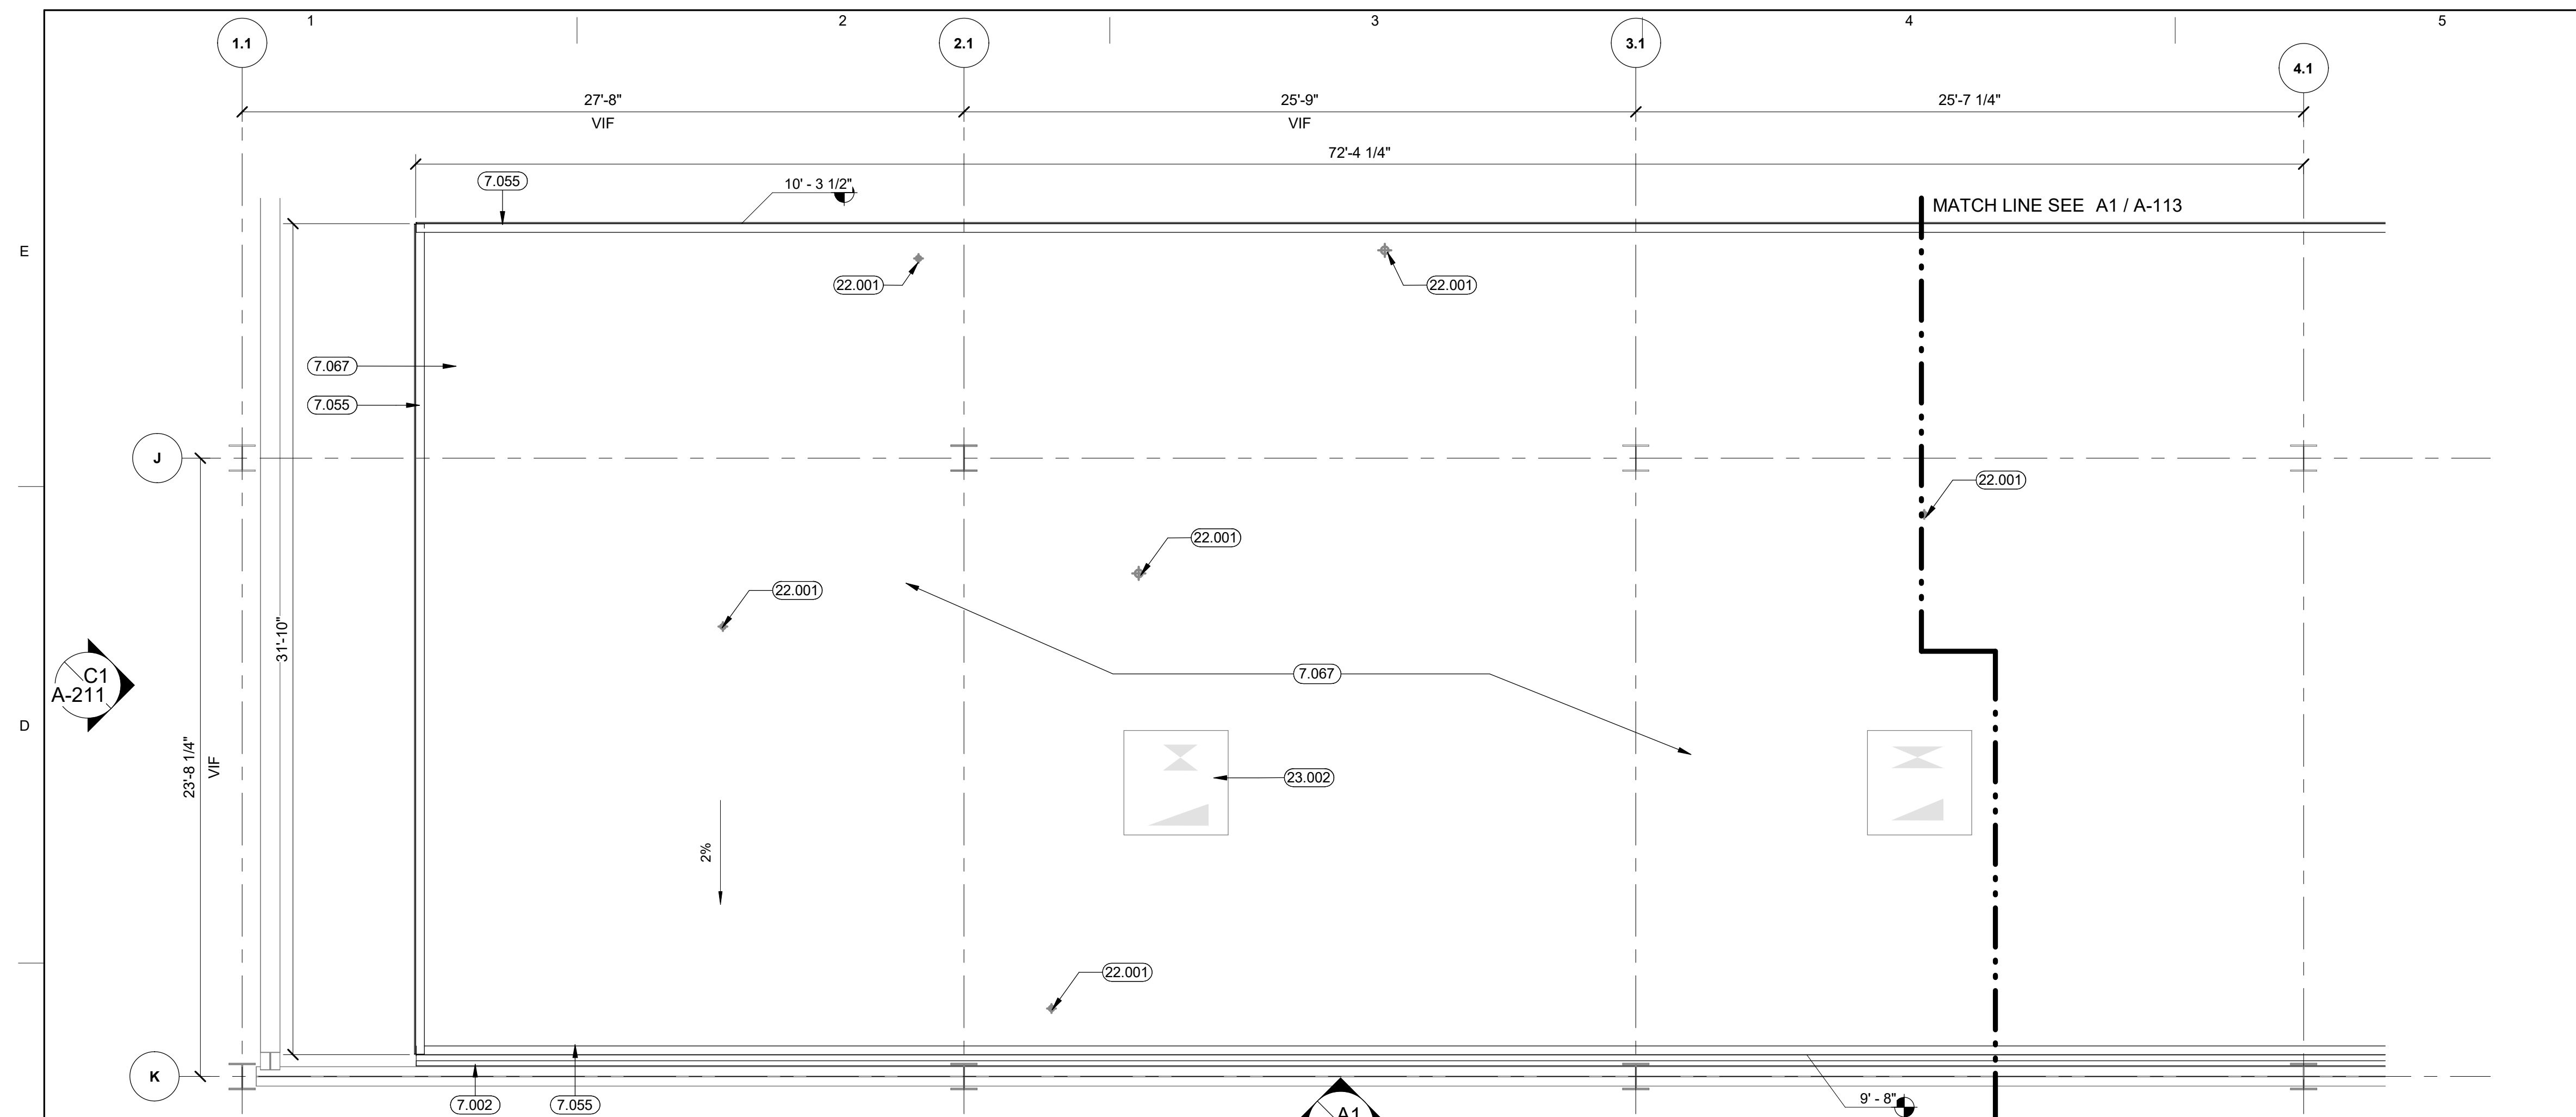 1 2 3 4 5
1.1 2.1 3.1 4.1
27'-8" 25'-9" 25'-7 1/4"
VIF VIF
72'-4 1/4"
7.055 10' - 3 1/2"
MATCH LINE SEE A1 / A-113
E
22.001 22.001
7.067
7.055
J
22.001
22.001
22.001
31'-10"
C1
A-211
7.067
D
23'-8 1/4"
VIF
23.002
2%
22.001
K
7.002 7.055 9' - 8"
A1